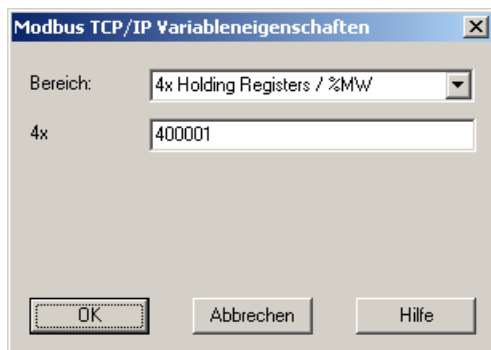 Modbus TCP/IP Variableneigenschaften
Bereich: 4x Holding Registers / %MW
4x 400001
OK Abbrechen Hilfe